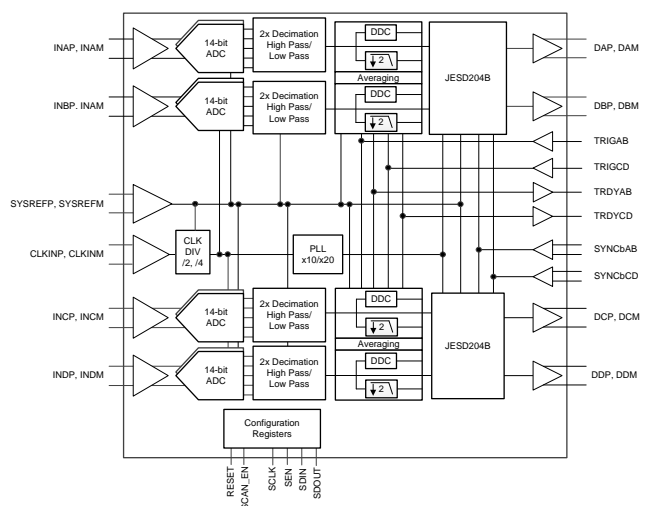 INAP, INAM
14-bit
ADC
2x Decimation
High Pass/
Low Pass
DDC
2
Averaging
JESD204B
DAP, DAM
INBP. INAM
14-bit
ADC
2x Decimation
High Pass/
Low Pass
DDC
2
DBP, DBM
TRIGAB
TRIGCD
SYSREFP, SYSREFM
TRDYAB
TRDYCD
CLKINP, CLKINM
CLK
DIV
/2, /4
PLL
x10/x20
SYNCbAB
SYNCbCD
INCP, INCM
14-bit
ADC
2x Decimation
High Pass/
Low Pass
DDC
2
Averaging
JESD204B
DCP, DCM
INDP, INDM
14-bit
ADC
2x Decimation
High Pass/
Low Pass
DDC
2
DDP, DDM
Configuration
Registers
RESET
SCAN_EN
SCLK
SEN
SDIN
SDOUT